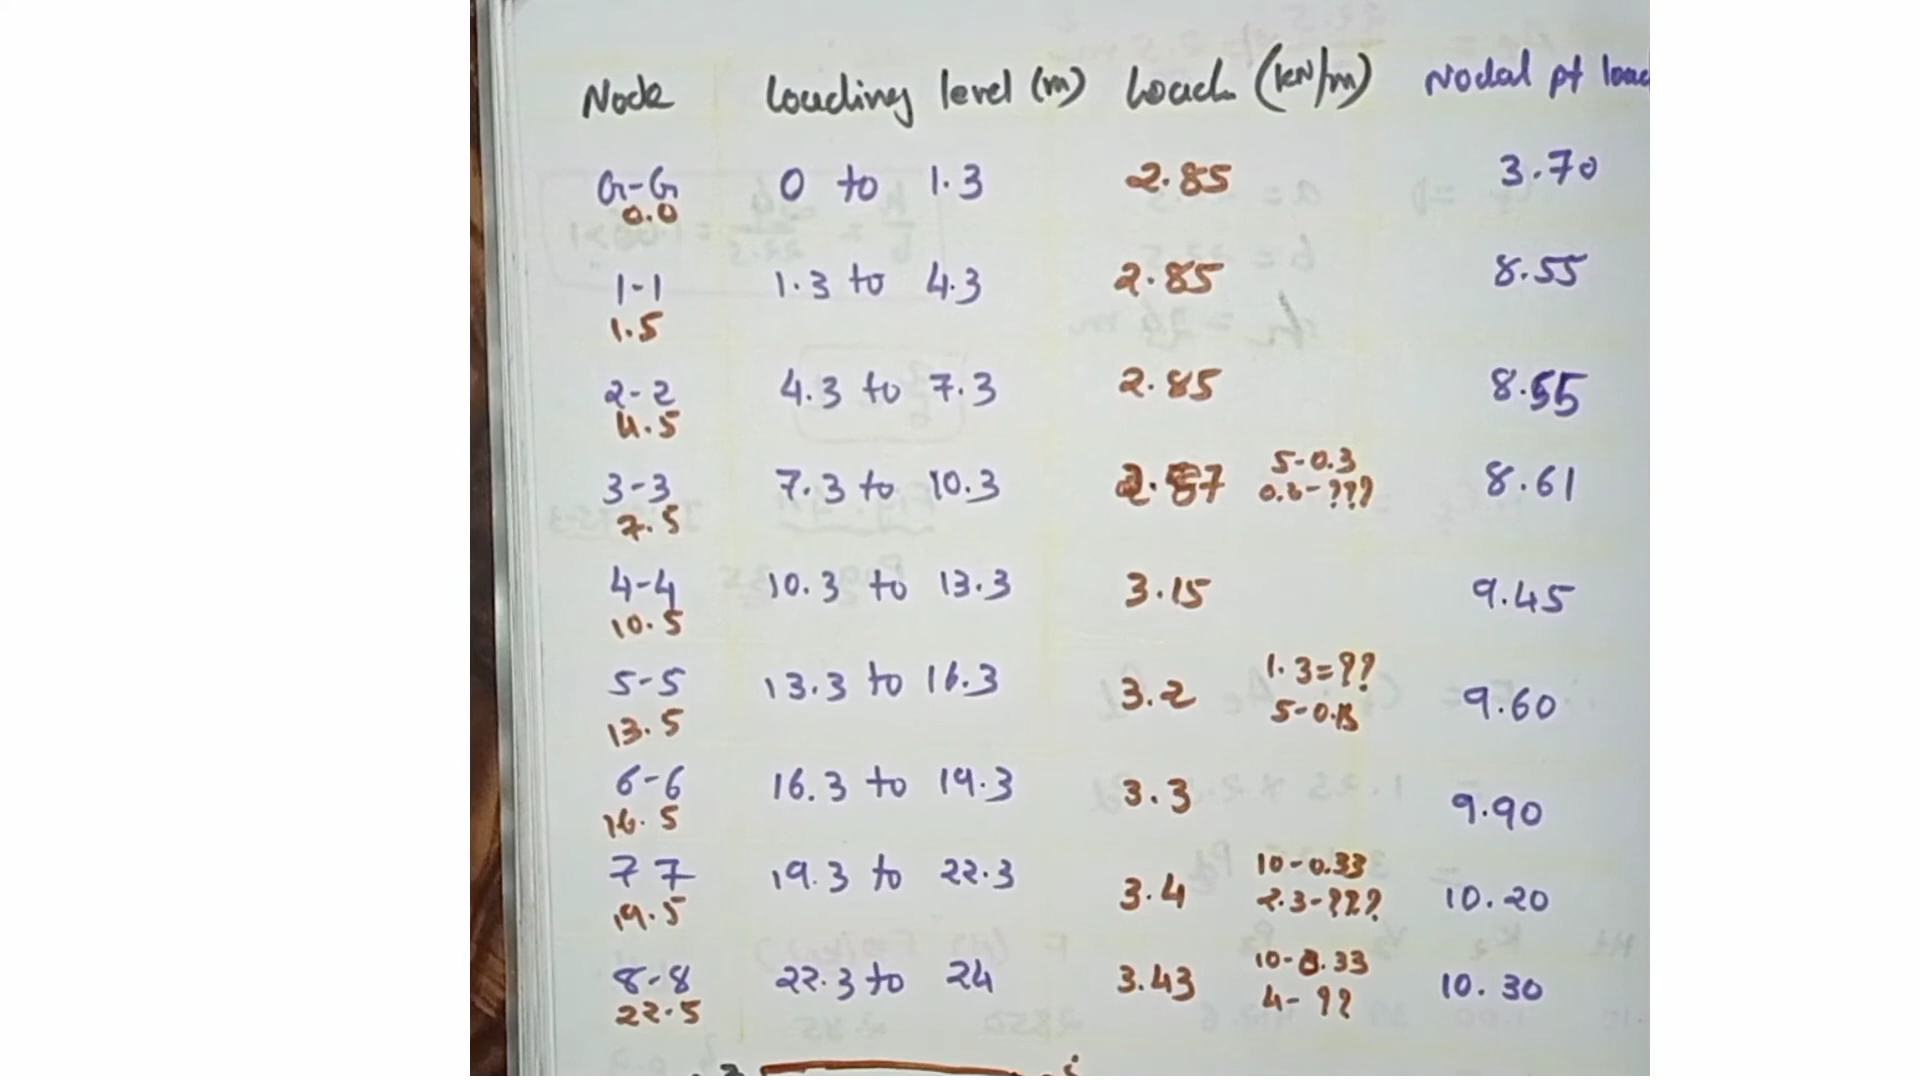 Node Loading level (m) Load (kN/m) Nodal pt load
G-G 0 to 1.3 2.85 3.70
0.0
1-1 1.3 to 4.3 2.85 8.55
1.5
2-2 4.3 to 7.3 2.85 8.55
4.5
3-3 7.3 to 10.3 2.87 5-0.3 8.61
7.5 0.3-???
4-4 10.3 to 13.3 3.15 9.45
10.5
5-5 13.3 to 16.3 3.2 1.3=?? 9.60
13.5 5-0.15
6-6 16.3 to 19.3 3.3 9.90
16.5
7 7 19.3 to 22.3 3.4 10-0.33 10.20
19.5 2.3-???
8-8 22.3 to 24 3.43 10-0.33 10.30
22.5 4-??